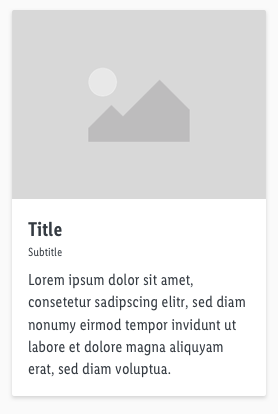 Title
Subtitle
Lorem ipsum dolor sit amet,
consetetur sadipscing elitr, sed diam
nonumy eirmod tempor invidunt ut
labore et dolore magna aliquyam
erat, sed diam voluptua.